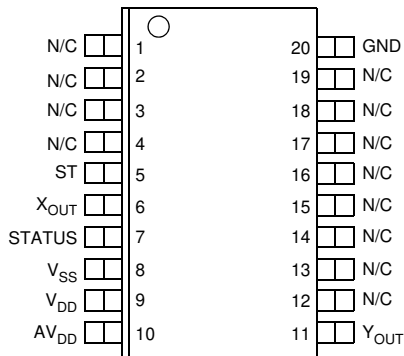 N/C 1 20 GND
N/C 2 19 N/C
N/C 3 18 N/C
N/C 4 17 N/C
ST 5 16 N/C
XOUT 6 15 N/C
STATUS 7 14 N/C
VSS 8 13 N/C
VDD 9 12 N/C
AVDD 10 11 YOUT